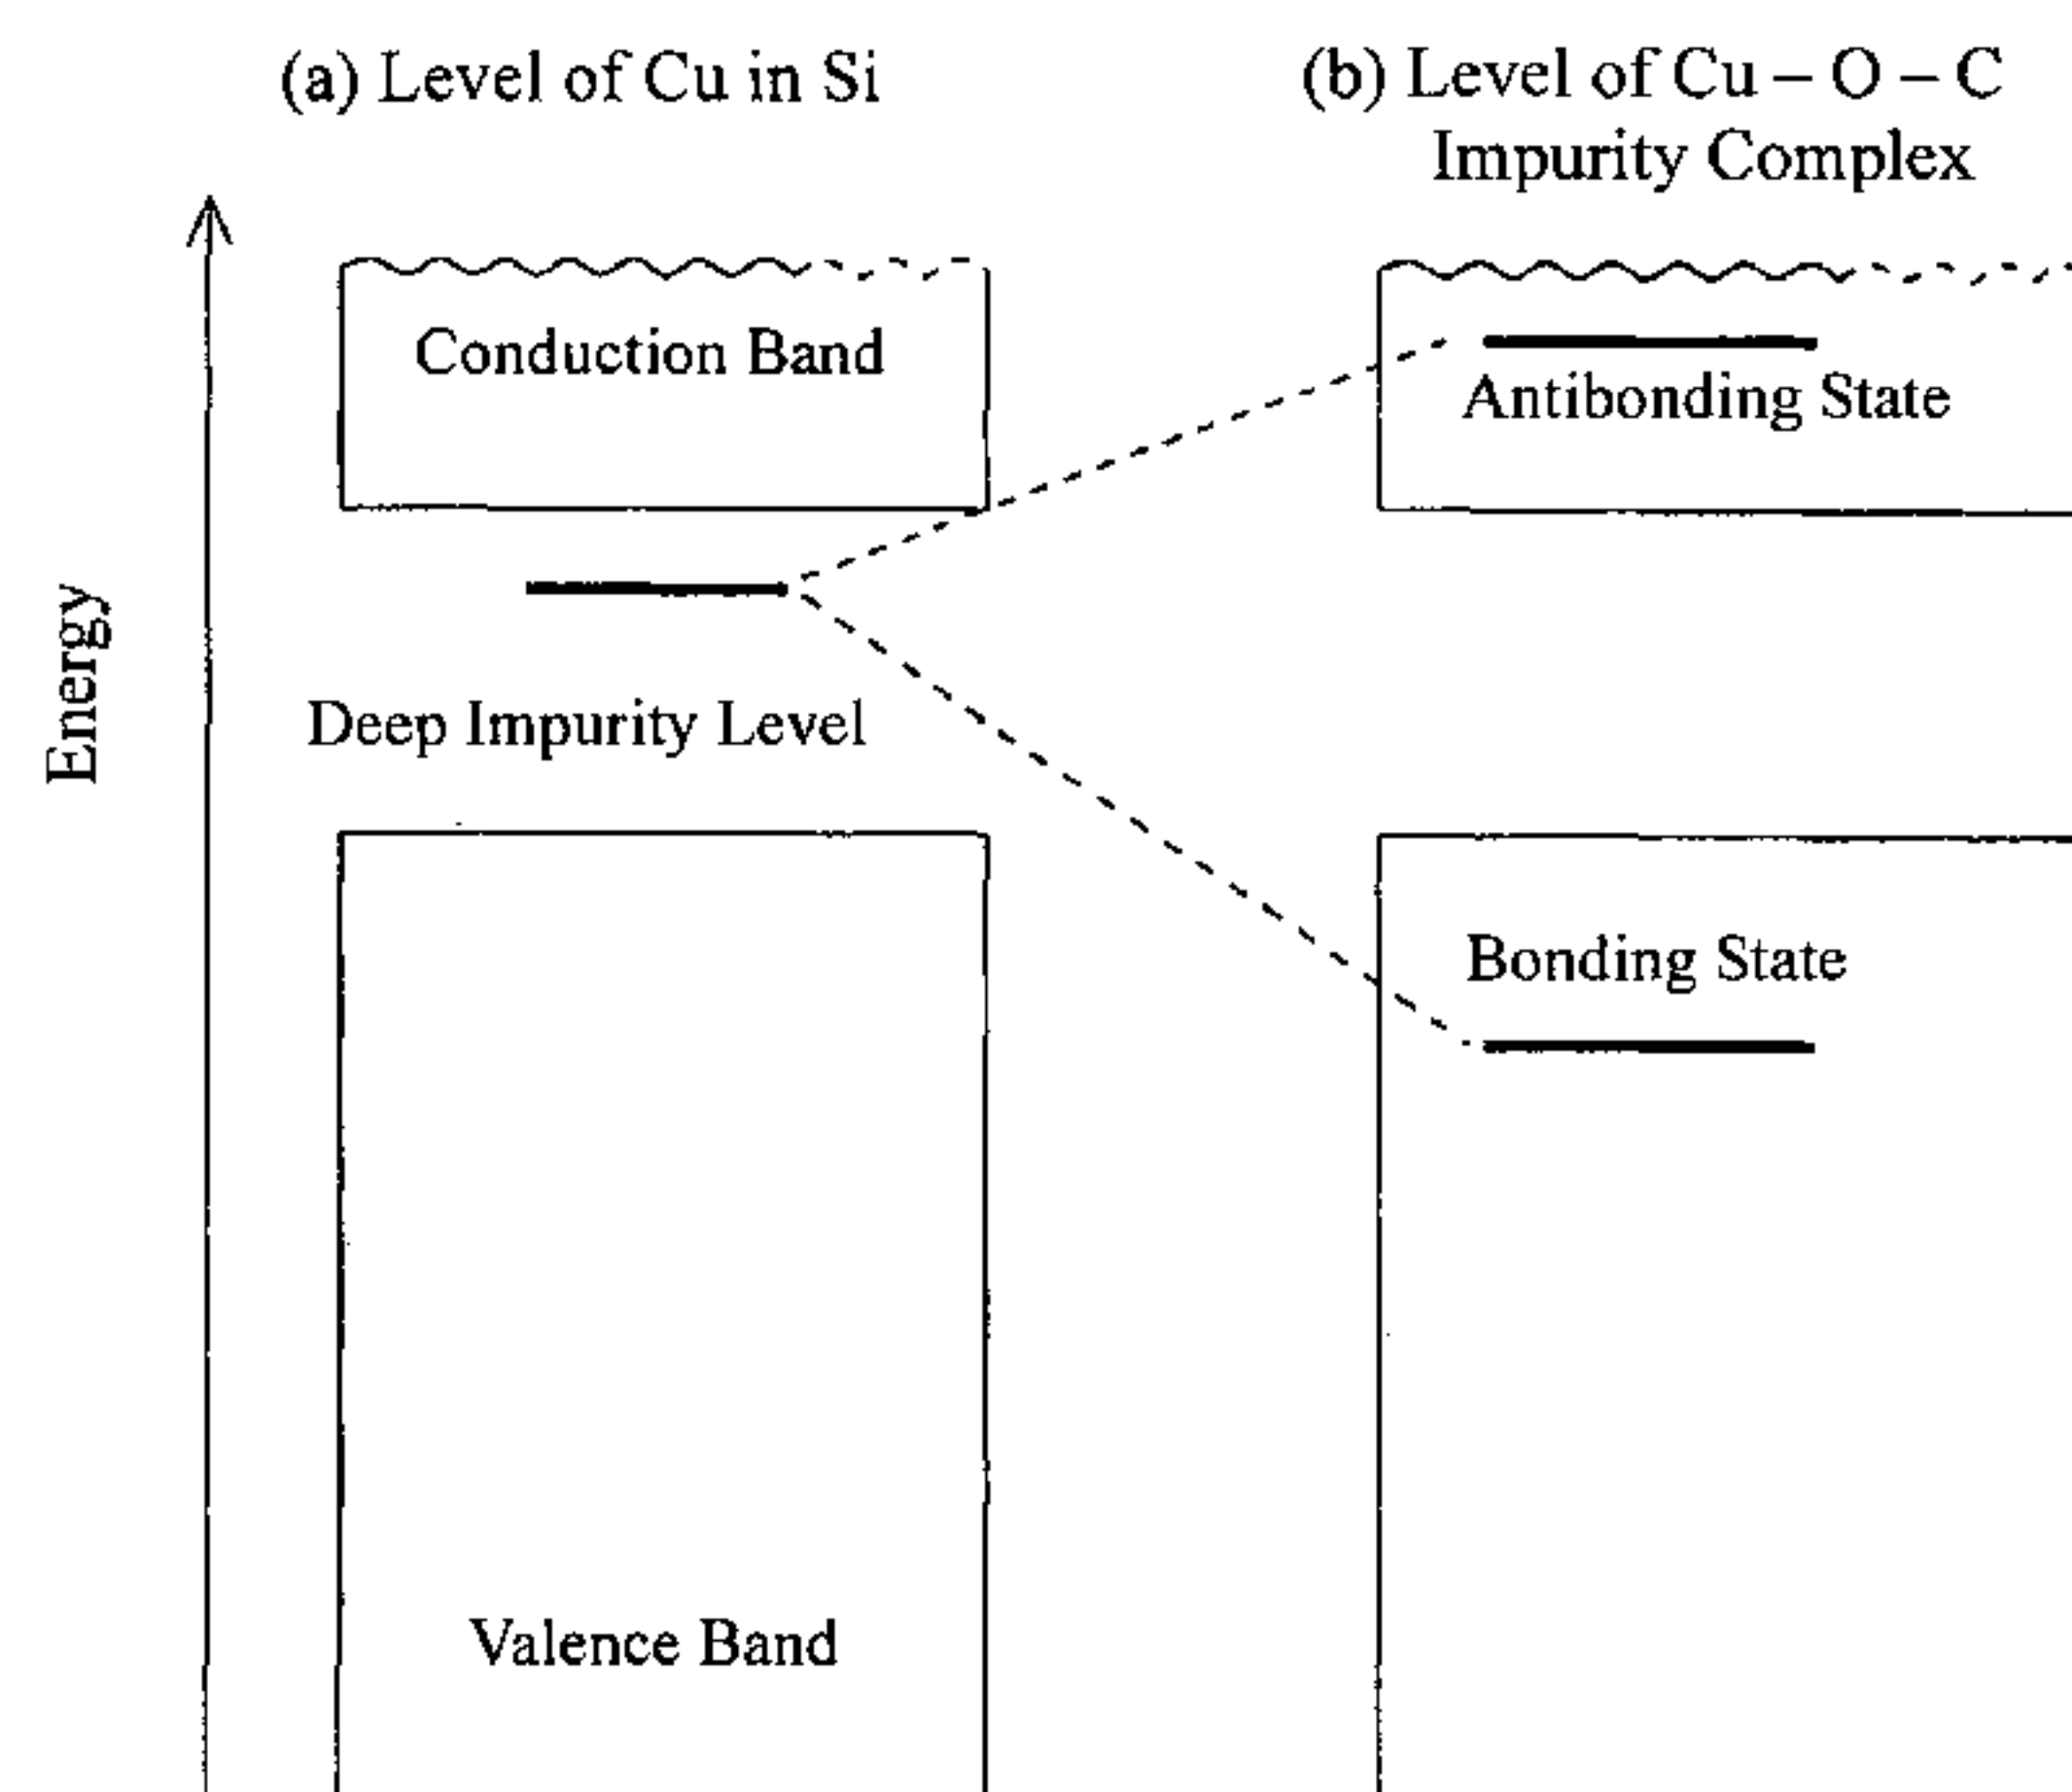 (a) Level of Cu in Si
(b) Level of Cu – O – C
Impurity Complex
Energy
Conduction Band
Antibonding State
Deep Impurity Level
Bonding State
Valence Band